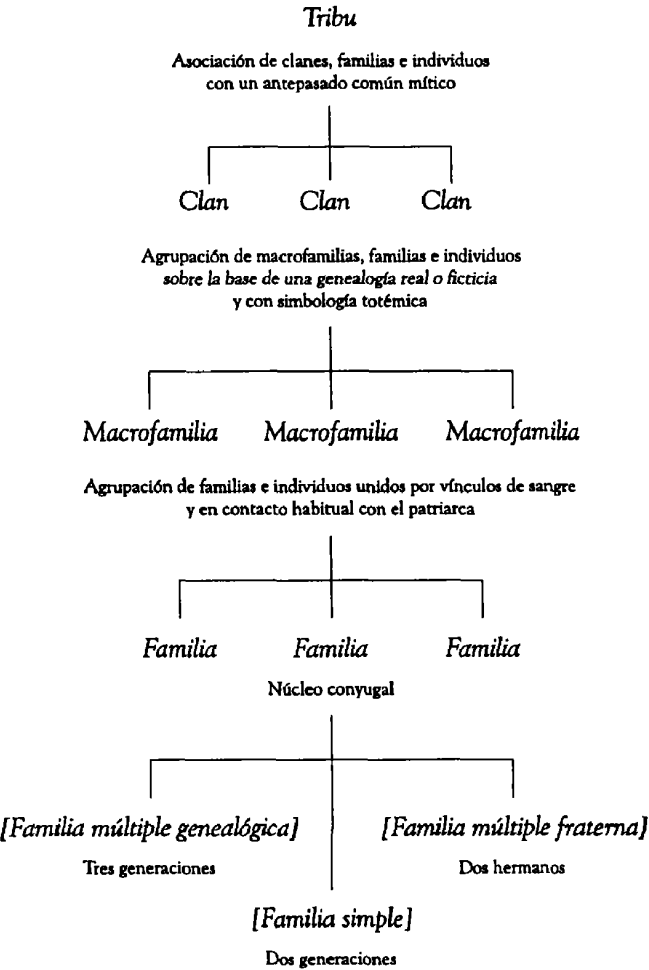 Tribu
Asociación de clanes, familias e individuos
con un antepasado común mítico
Clan Clan Clan
Agrupación de macrofamilias, familias e individuos
sobre la base de una genealogía real o ficticia
y con simbología totémica
Macrofamilia Macrofamilia Macrofamilia
Agrupación de familias e individuos unidos por vínculos de sangre
y en contacto habitual con el patriarca
Familia Familia Familia
Núcleo conyugal
[Familia múltiple genealógica] [Familia múltiple fraterna]
Tres generaciones Dos hermanos
[Familia simple]
Dos generaciones